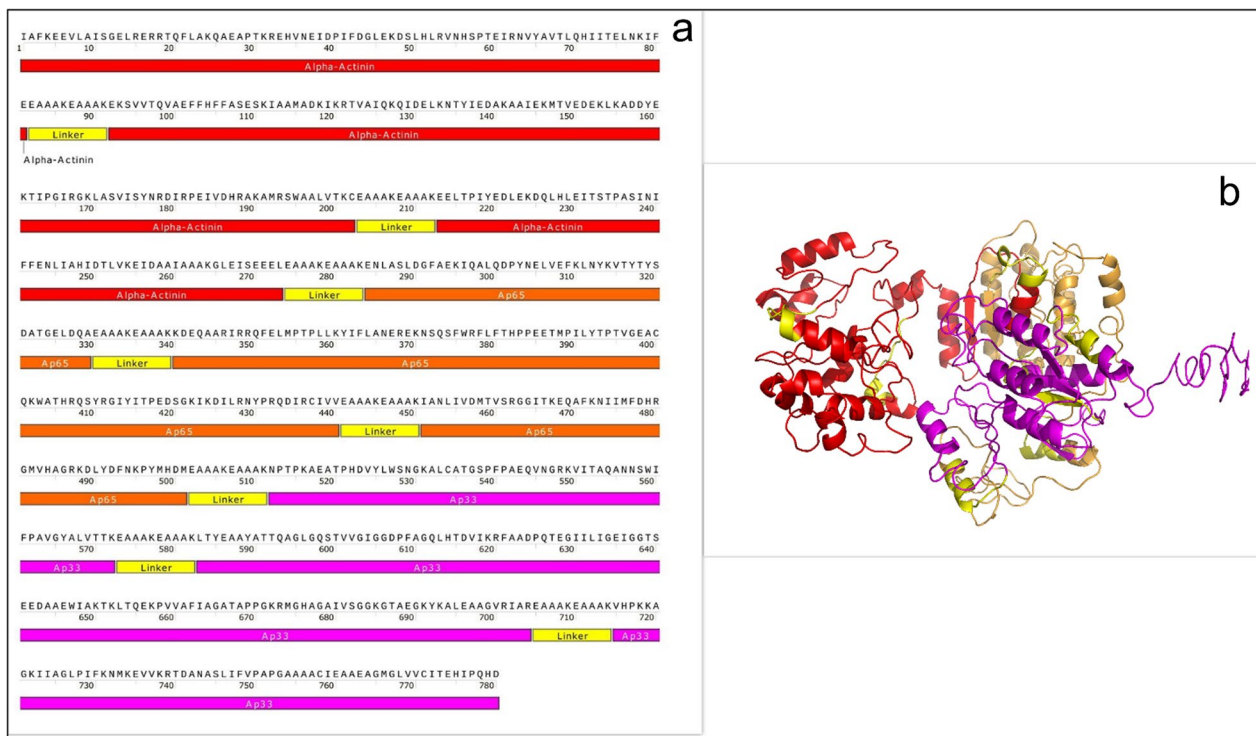 a
IAFKEEVLAISGELRERRTQFLAKQAEAPTKREHVNEIDPIFDGLEKDSLHLRVNHSPTEIRNVYAVTLQHIITELNKIF
1 10 20 30 40 50 60 70 80
Alpha-Actinin
EEAAAKEAAAKEKSVVTQVAEFFHFFASESKIAAMADKIKRTVAIQKQIDELKNTYIEDAKAAIEKMTVEDEKLKADDYE
90 100 110 120 130 140 150 160
Linker Alpha-Actinin
Alpha-Actinin
KTIPGIRGKLASVISYNRDIRPEIVDHRAKAMRSWAALVTKCEAAAKEAAAKEELTPIYEDLEKDQLHLEITSTPASINI
170 180 190 200 210 220 230 240
Alpha-Actinin Linker Alpha-Actinin
FFENLIAHIDTLVKEIDAAIAAAKGLEISEEELEAAAKEAAAKENLASLDGFAEKIQALQDPYNELVEFKLNYKVTYTYS
250 260 270 280 290 300 310 320
Alpha-Actinin Linker Ap65
DATGELDQAEAAAKEAAAKKDEQAARIRREFELMPTPLLKYIFLANEREKNSQSFWRFLFTHPPEETMPILYTPTVGEAC
330 340 350 360 370 380 390 400
Ap65 Linker Ap65
QKWATHRQSYRGIYITPEDSGKIKDILRNYPRQDIRCIVVEAAAKEAAAKIANLIVDMTVSRGGITKEQAFKNIIMFDHR
410 420 430 440 450 460 470 480
Ap65 Linker Ap65
GMVHAGRKDLYDFNKPYMHDMEAAAKEAAAKNPTPKAEATPHDVYLWSNGKALCATGSPFPAEQVNGRKVITAQANNSWI
490 500 510 520 530 540 550 560
Ap65 Linker Ap33
FPAVGYALVTTKEAAAKEAAAKLTYEAAYATTQAGLGQSTVVGIGGDPFAGQLHTDVIKRFAADPQTEGIILIGEIGGTS
570 580 590 600 610 620 630 640
Ap33 Linker Ap33
EEDAAEWIAKTKLTQEKPVVAFIAGATAPPGKRMGHAGAIVSGGKGTAEGKYKALEAAGVRIAREAAAKEAAAKVHPKKA
650 660 670 680 690 700 710 720
Ap33 Linker Ap33
GKIIAGLPIFKNMKEVVKRTDANASLIFVPAPGAAAACIEAAEAGMGLVVCITEHIPQHD
730 740 750 760 770 780
Ap33
b